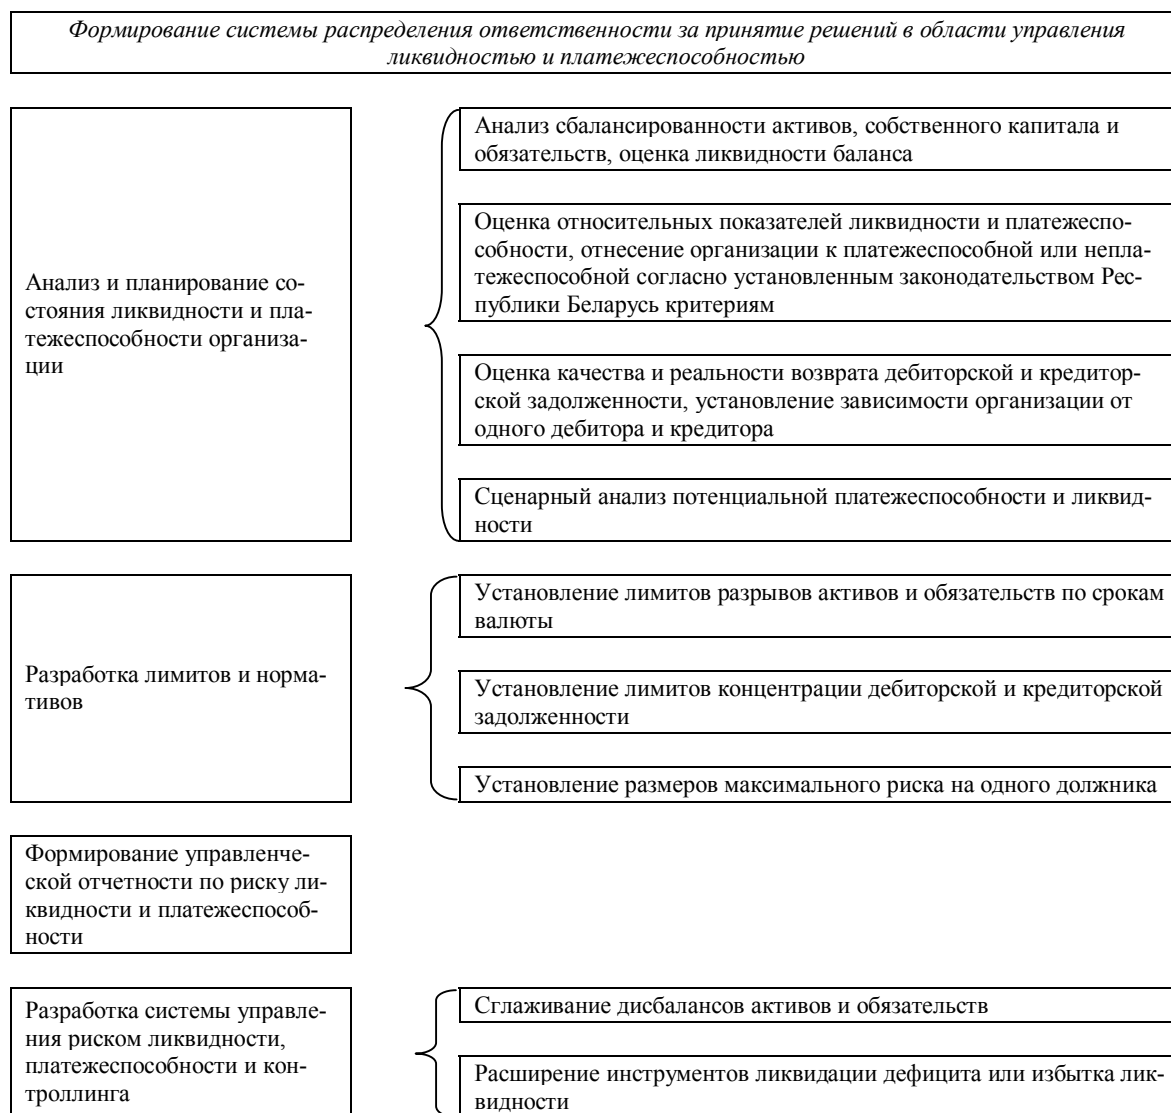 Формирование системы распределения ответственности за принятие решений в области управления
ликвидностью и платежеспособностью
Анализ и планирование со-
стояния ликвидности и пла-
тежеспособности организа-
ции
Анализ сбалансированности активов, собственного капитала и
обязательств, оценка ликвидности баланса
Оценка относительных показателей ликвидности и платежеспо-
собности, отнесение организации к платежеспособной или непла-
тежеспособной согласно установленным законодательством Рес-
публики Беларусь критериям
Оценка качества и реальности возврата дебиторской и кредитор-
ской задолженности, установление зависимости организации от
одного дебитора и кредитора
Сценарный анализ потенциальной платежеспособности и ликвид-
ности
Разработка лимитов и норма-
тивов
Установление лимитов разрывов активов и обязательств по срокам
валюты
Установление лимитов концентрации дебиторской и кредиторской
задолженности
Установление размеров максимального риска на одного должника
Формирование управленче-
ской отчетности по риску ли-
квидности и платежеспособ-
ности
Разработка системы управле-
ния риском ликвидности,
платежеспособности и кон-
троллинга
Сглаживание дисбалансов активов и обязательств
Расширение инструментов ликвидации дефицита или избытка лик-
видности